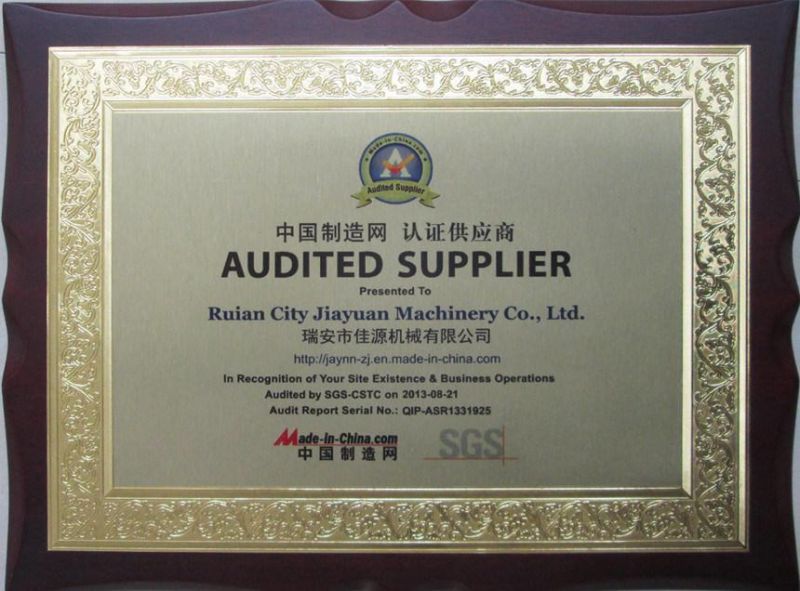 Made-in-China.com
Audited Supplier
中国制造网 认证供应商
AUDITED SUPPLIER
Presented To
Ruian City Jiayuan Machinery Co., Ltd.
瑞安市佳源机械有限公司
http://jaynn-zj.en.made-in-china.com
In Recognition of Your Site Existence & Business Operations
Audited by SGS-CSTC on 2013-08-21
Audit Report Serial No.: QIP-ASR1331925
Made-in-China.com SGS
中国制造网